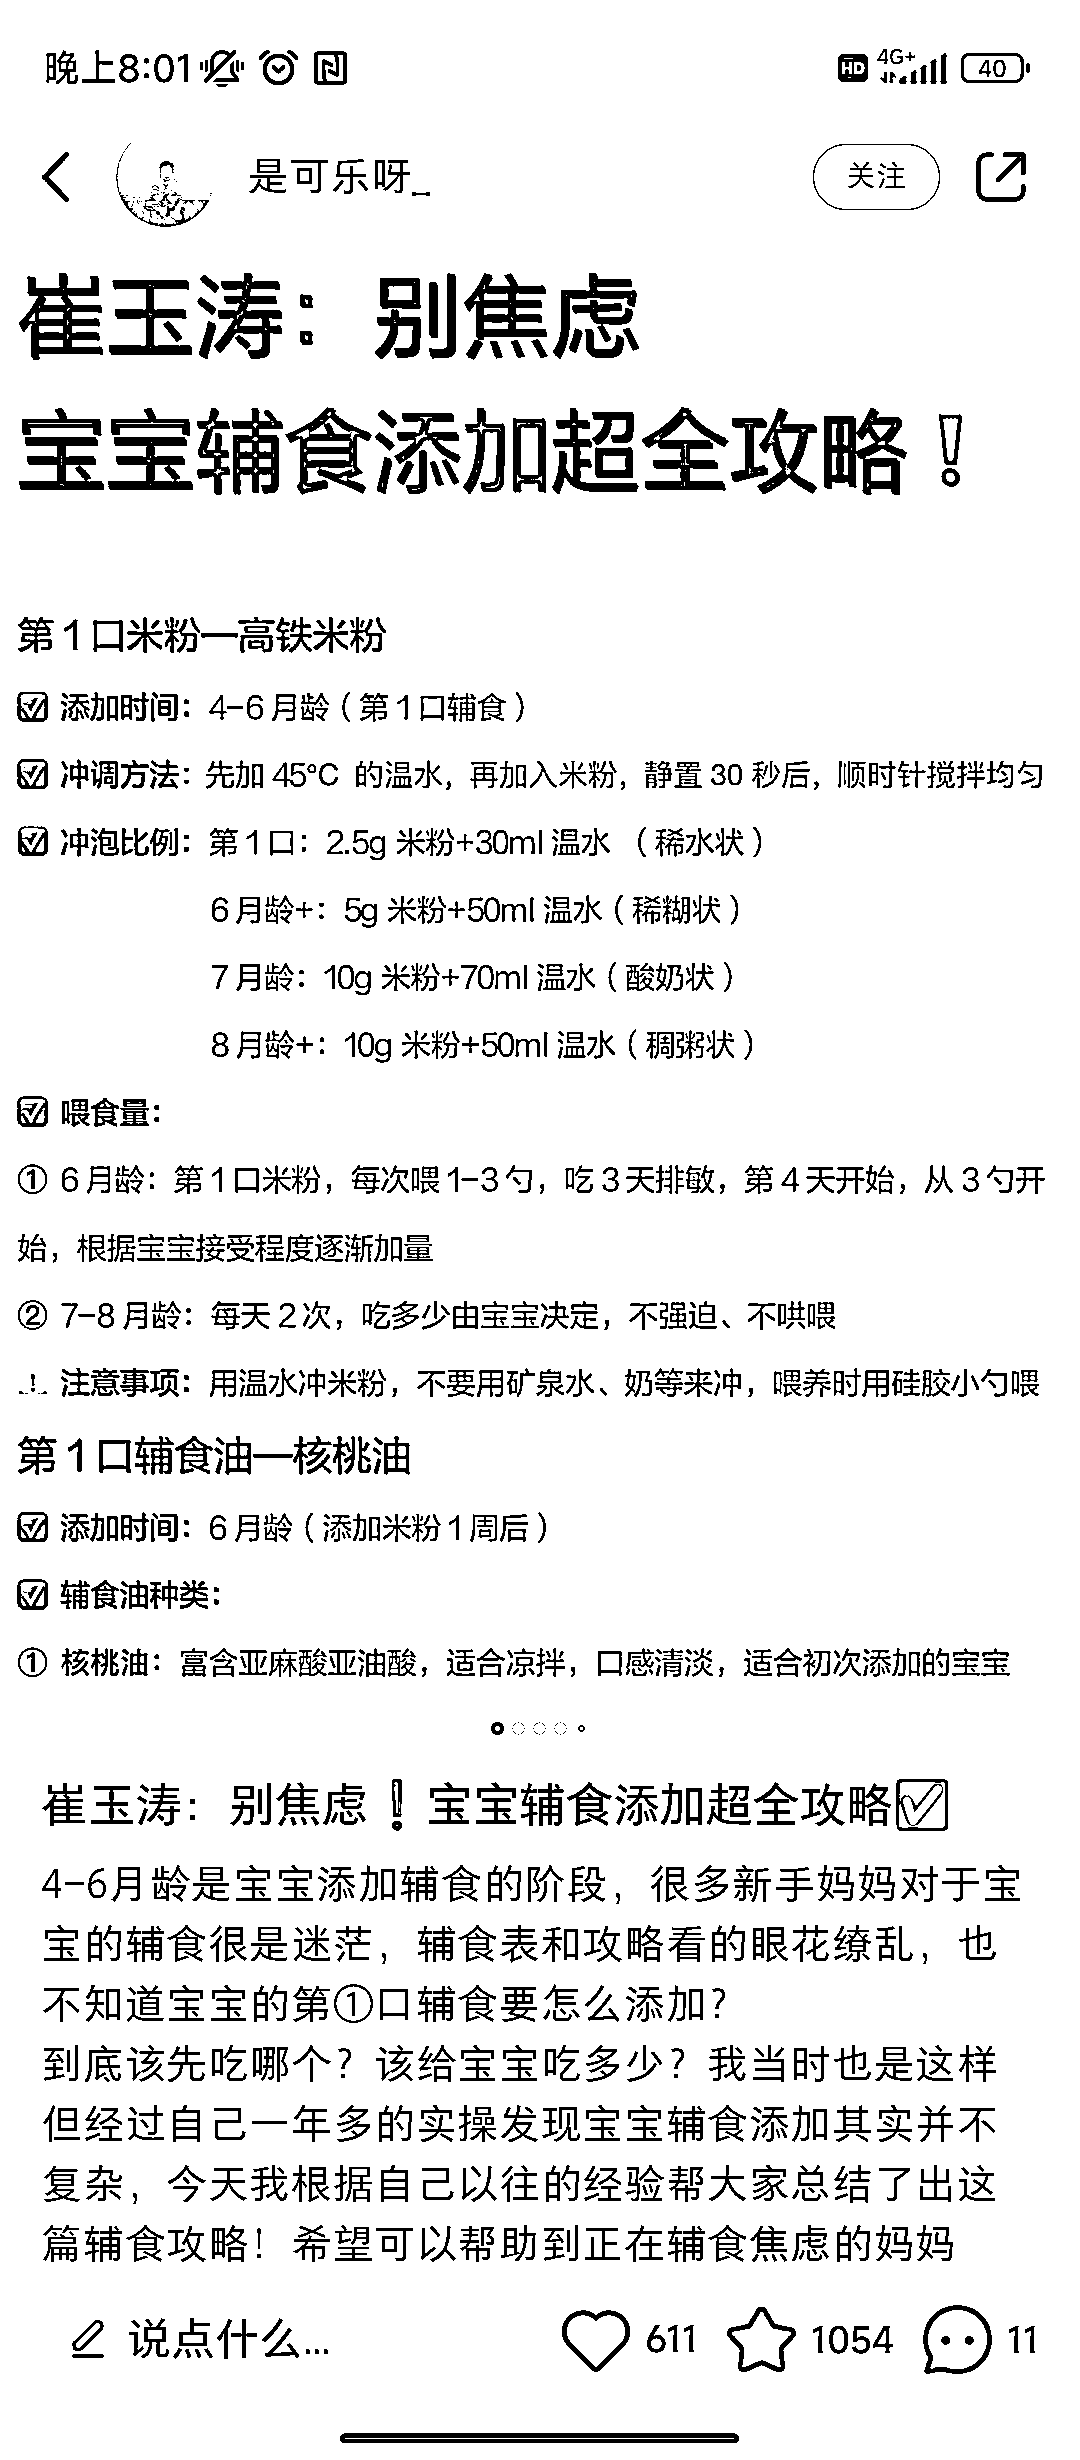 晚上8:01 HD 4G+ 40
是可乐呀_ 关注
崔玉涛：别焦虑
宝宝辅食添加超全攻略❗
第1口米粉—高铁米粉
☑ 添加时间：4-6月龄（第1口辅食）
☑ 冲调方法：先加 45°C 的温水，再加入米粉，静置 30 秒后，顺时针搅拌均匀
☑ 冲泡比例：第1口：2.5g 米粉+30ml 温水 （稀水状）
6月龄+：5g 米粉+50ml 温水（稀糊状）
7月龄：10g 米粉+70ml 温水（酸奶状）
8月龄+：10g 米粉+50ml 温水（稠粥状）
☑ 喂食量：
① 6月龄：第1口米粉，每次喂1-3勺，吃3天排敏，第4天开始，从3勺开
始，根据宝宝接受程度逐渐加量
② 7-8月龄：每天2次，吃多少由宝宝决定，不强迫、不哄喂
⚠ 注意事项：用温水冲米粉，不要用矿泉水、奶等来冲，喂养时用硅胶小勺喂
第1口辅食油—核桃油
☑ 添加时间：6月龄（添加米粉1周后）
☑ 辅食油种类：
① 核桃油：富含亚麻酸亚油酸，适合凉拌，口感清淡，适合初次添加的宝宝
崔玉涛：别焦虑❗宝宝辅食添加超全攻略☑
4-6月龄是宝宝添加辅食的阶段，很多新手妈妈对于宝
宝的辅食很是迷茫，辅食表和攻略看的眼花缭乱，也
不知道宝宝的第①口辅食要怎么添加？
到底该先吃哪个？该给宝宝吃多少？我当时也是这样
但经过自己一年多的实操发现宝宝辅食添加其实并不
复杂，今天我根据自己以往的经验帮大家总结了出这
篇辅食攻略！希望可以帮助到正在辅食焦虑的妈妈
说点什么... 611 1054 11